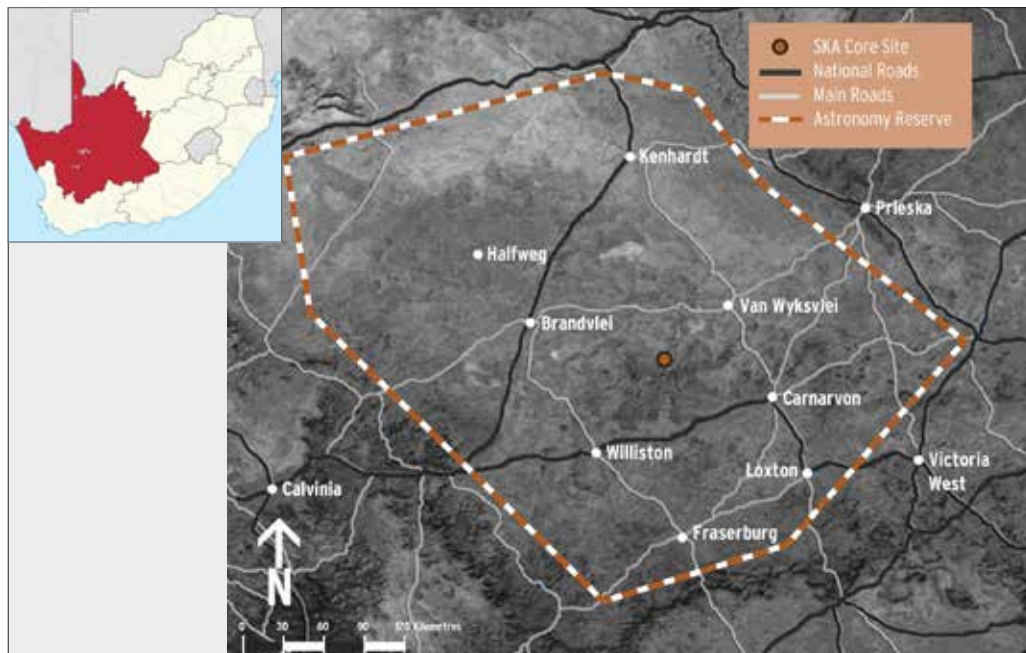 SKA Core Site
National Roads
Main Roads
Astronomy Reserve
Kenhardt
Prieska
Halfweg
Van Wyksvlei
Brandvlei
Carnarvon
Williston
Loxton
Victoria
West
Calvinia
Fraserburg
N
0 30 60 90 120 Kilometres